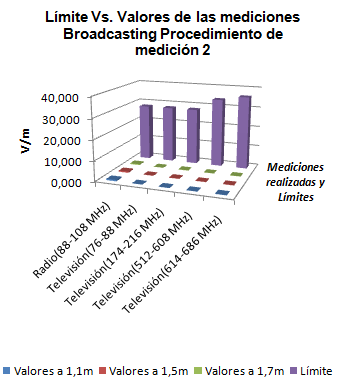 Límite Vs. Valores de las mediciones
Broadcasting Procedimiento de
medición 2
40,000
30,000
20,000
10,000
0,000
V/m
Mediciones
realizadas y
Límites
Radio(88-108 MHz)
Televisión(76-88 MHz)
Televisión(174-216 MHz)
Televisión(512-608 MHz)
Televisión(614-686 MHz)
Valores a 1,1m Valores a 1,5m Valores a 1,7m Límite